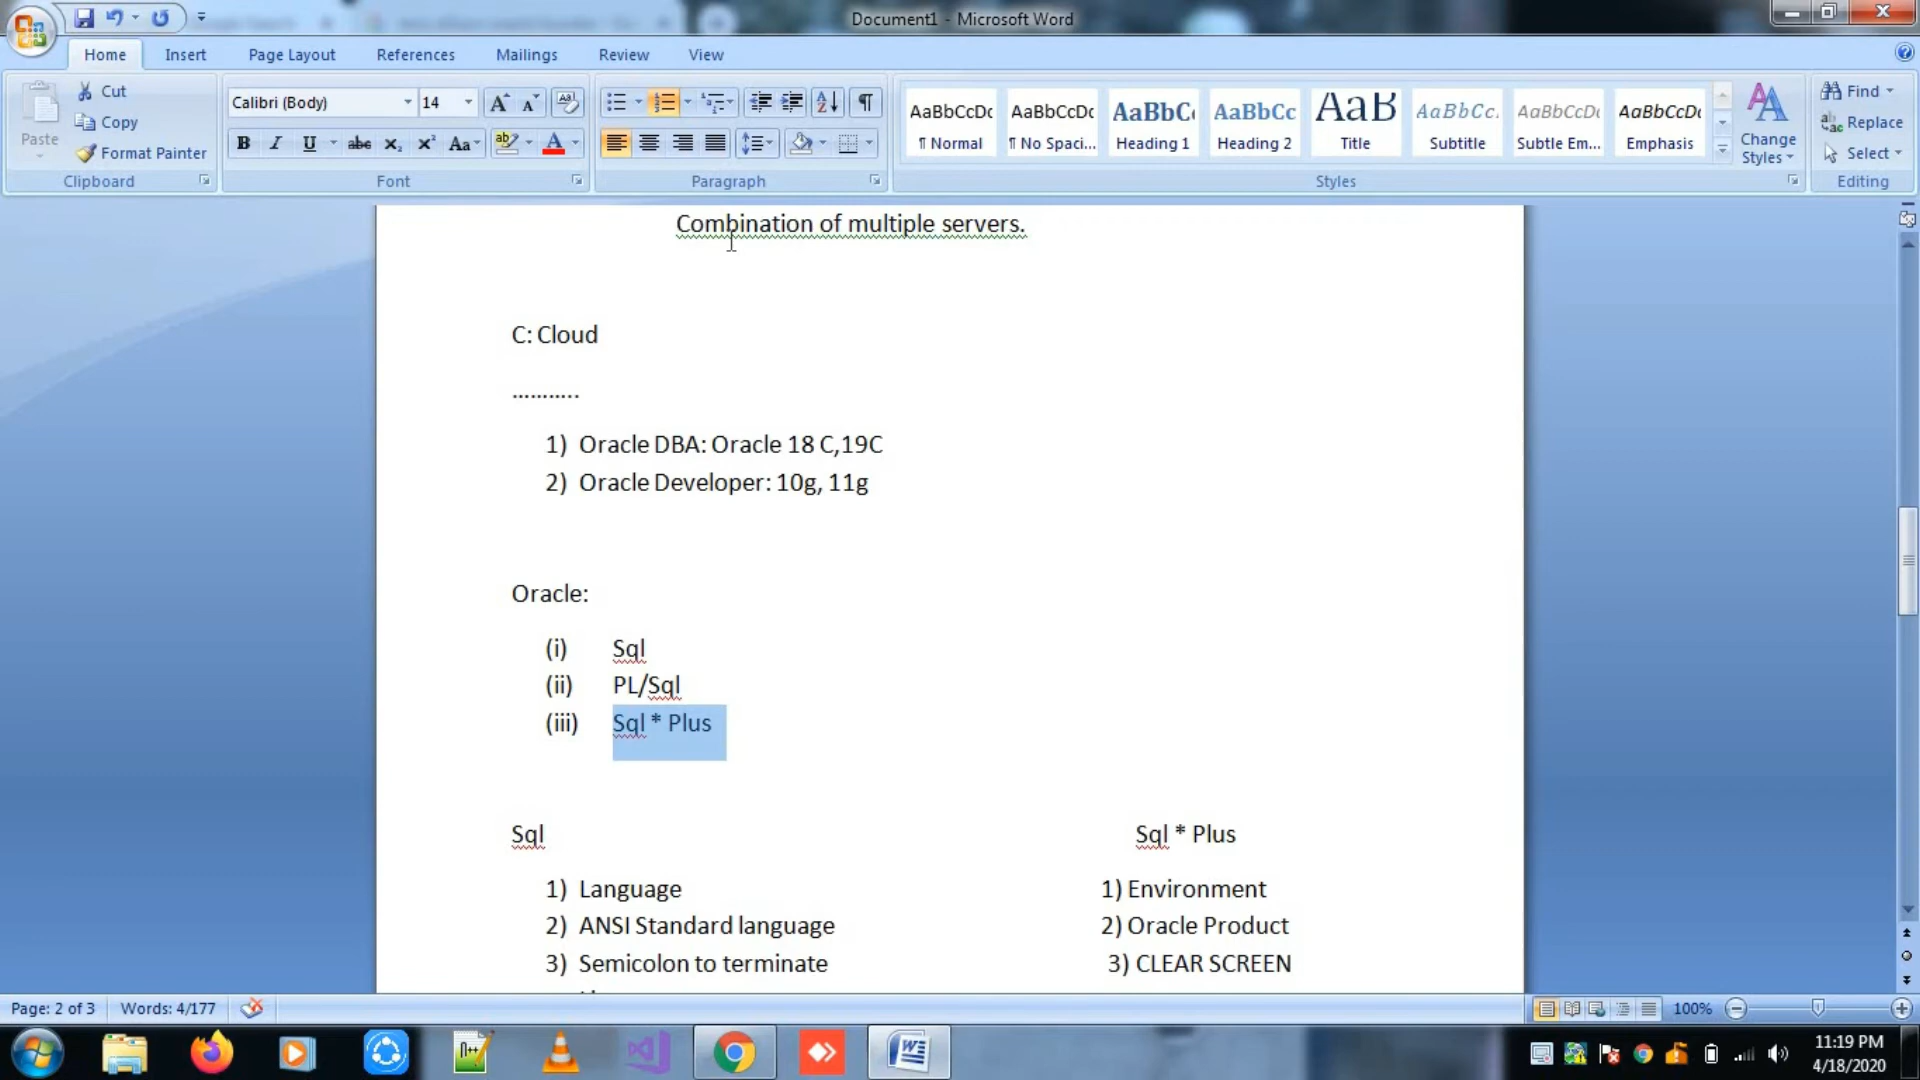 Document1 - Microsoft Word
Home Insert Page Layout References Mailings Review View
Paste
Cut
Copy
Format Painter
Clipboard
Calibri (Body) 14
Font
Paragraph
AaBbCcDc AaBbCcDc AaBbC AaBbCc AaB AaBbCc. AaBbCcDc AaBbCcDc
¶ Normal ¶ No Spaci... Heading 1 Heading 2 Title Subtitle Subtle Em... Emphasis
Change Styles
Styles
Find
Replace
Select
Editing
Combination of multiple servers.
C: Cloud
...........
1) Oracle DBA: Oracle 18 C,19C
2) Oracle Developer: 10g, 11g
Oracle:
(i) Sql
(ii) PL/Sql
(iii) Sql * Plus
Sql Sql * Plus
1) Language 1) Environment
2) ANSI Standard language 2) Oracle Product
3) Semicolon to terminate 3) CLEAR SCREEN
Page: 2 of 3 Words: 4/177 100%
11:19 PM
4/18/2020